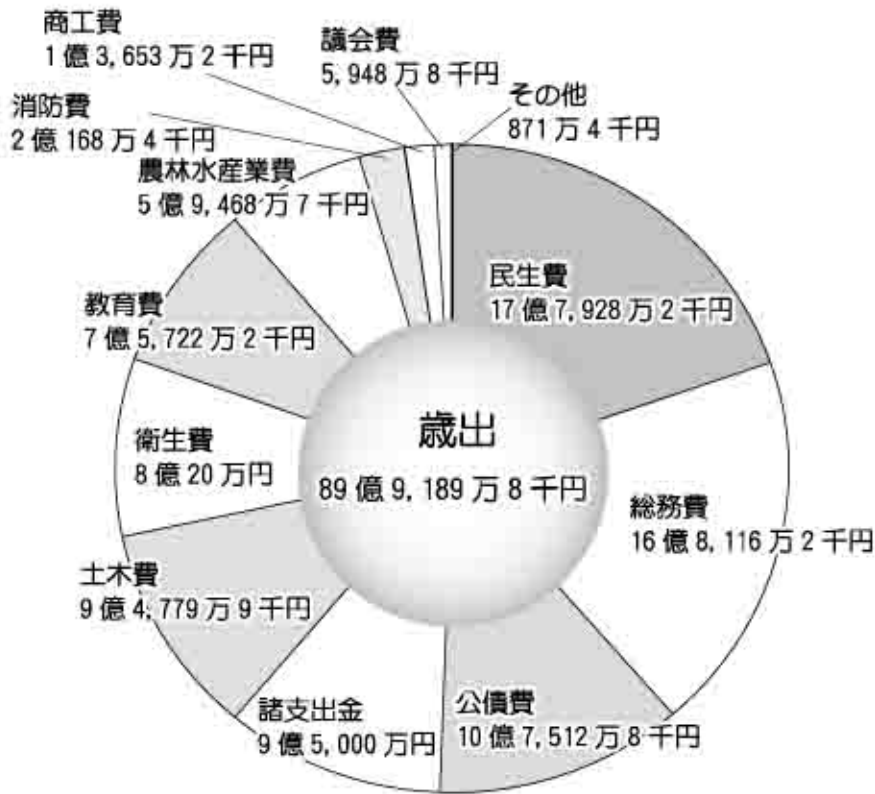 商工費
1億3,653万2千円
議会費
5,948万8千円
その他
871万4千円
消防費
2億168万4千円
農林水産業費
5億9,468万7千円
民生費
17億7,928万2千円
教育費
7億5,722万2千円
歳出
89億9,189万8千円
衛生費
8億20万円
総務費
16億8,116万2千円
土木費
9億4,779万9千円
諸支出金
9億5,000万円
公債費
10億7,512万8千円